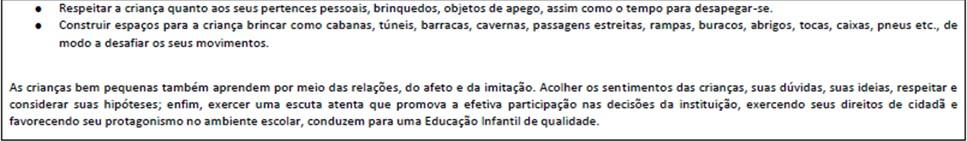 ● Respeitar a criança quanto aos seus pertences pessoais, brinquedos, objetos de apego, assim como o tempo para desapegar-se.
● Construir espaços para a criança brincar como cabanas, túneis, barracas, cavernas, passagens estreitas, rampas, buracos, abrigos, tocas, caixas, pneus etc., de
modo a desafiar os seus movimentos.
As crianças bem pequenas também aprendem por meio das relações, do afeto e da imitação. Acolher os sentimentos das crianças, suas dúvidas, suas ideias, respeitar e
considerar suas hipóteses; enfim, exercer uma escuta atenta que promova a efetiva participação nas decisões da instituição, exercendo seus direitos de cidadã e
favorecendo seu protagonismo no ambiente escolar, conduzem para uma Educação Infantil de qualidade.